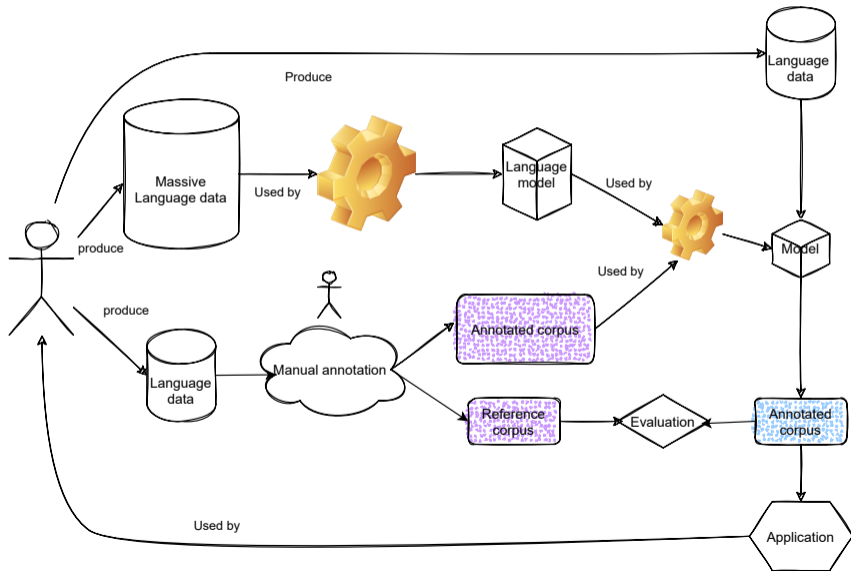 Language
data
Produce
Massive
Language data
Used by
Language
model
Used by
produce
Model
Used by
produce
Annotated corpus
Manual annotation
Language
data
Reference
corpus
Evaluation
Annotated
corpus
Used by
Application